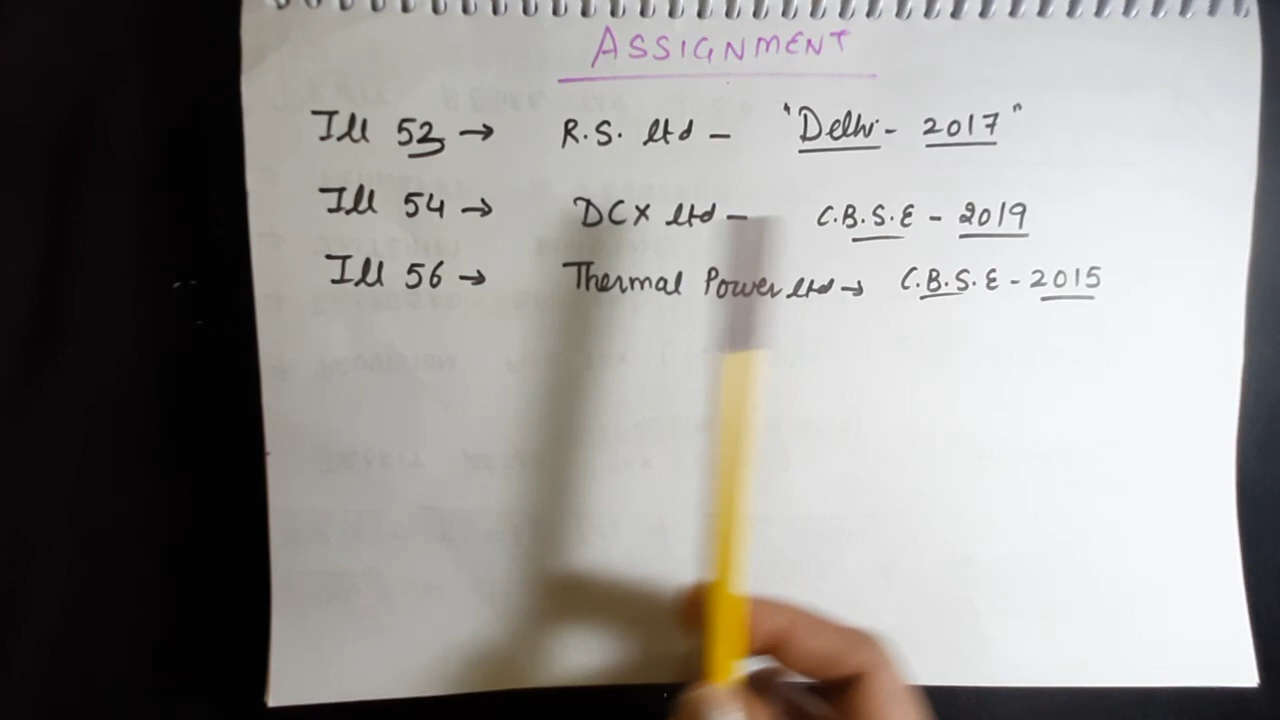 ASSIGNMENT
Ill 53 → R.S. ltd - "Delhi - 2017"
Ill 54 → DCX ltd - C.B.S.E - 2019
Ill 56 → Thermal Power ltd → C.B.S.E - 2015